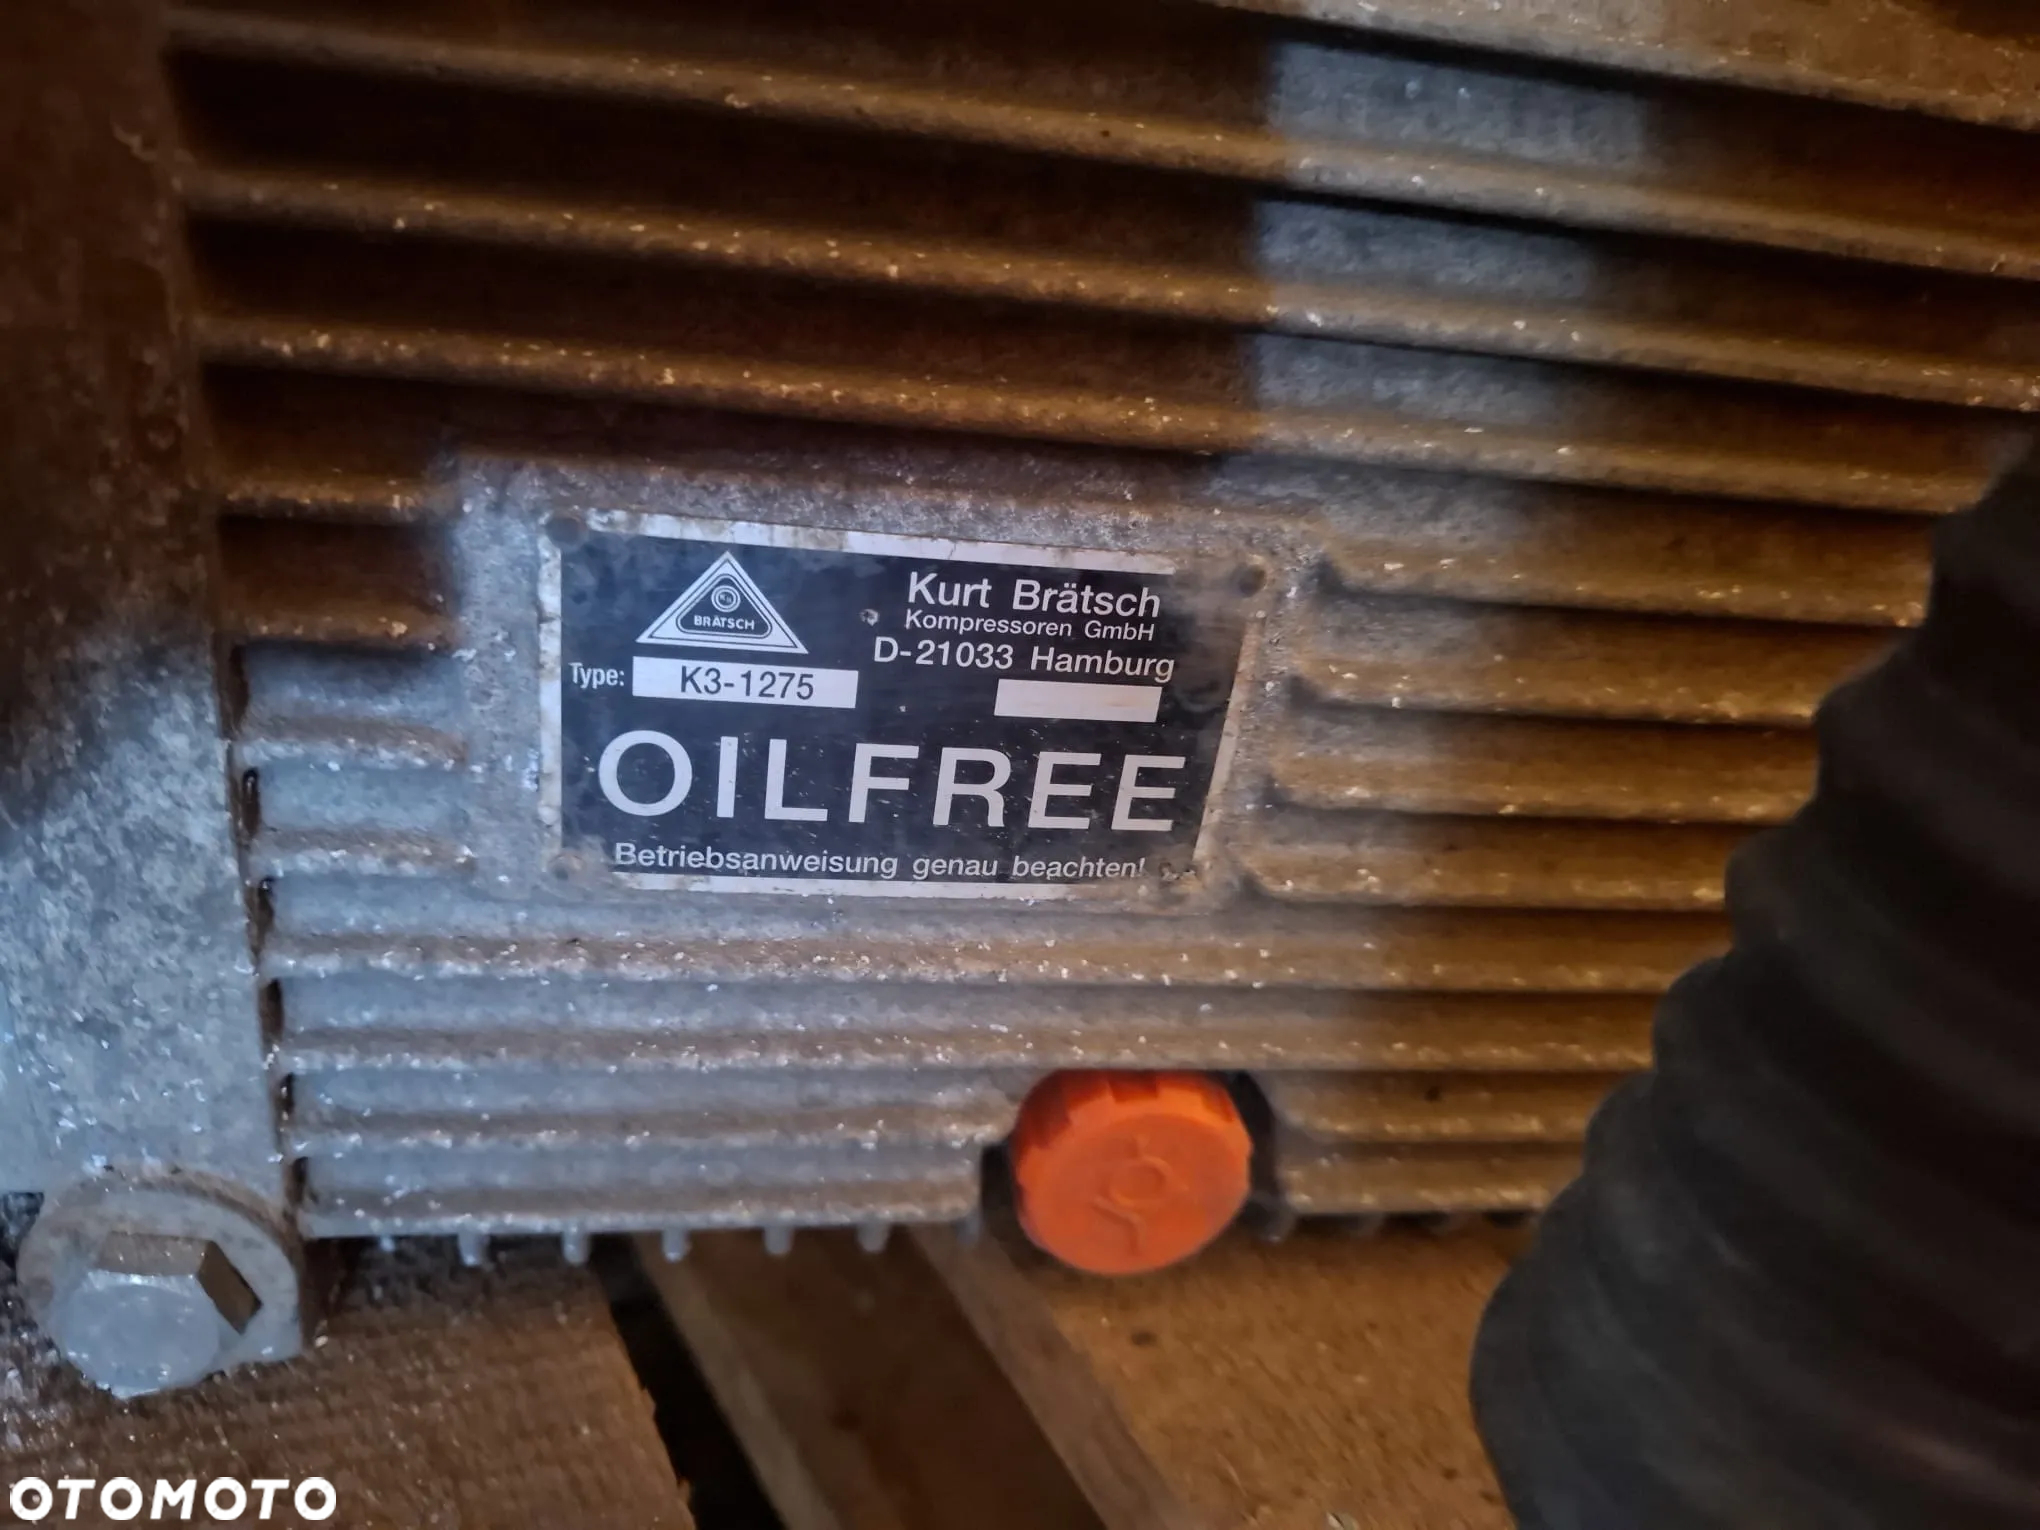 BRÄTSCH
Kurt Brätsch
Kompressoren GmbH
D-21033 Hamburg
Type: K3-1275
OILFREE
Betriebsanweisung genau beachten!
OTOMOTO